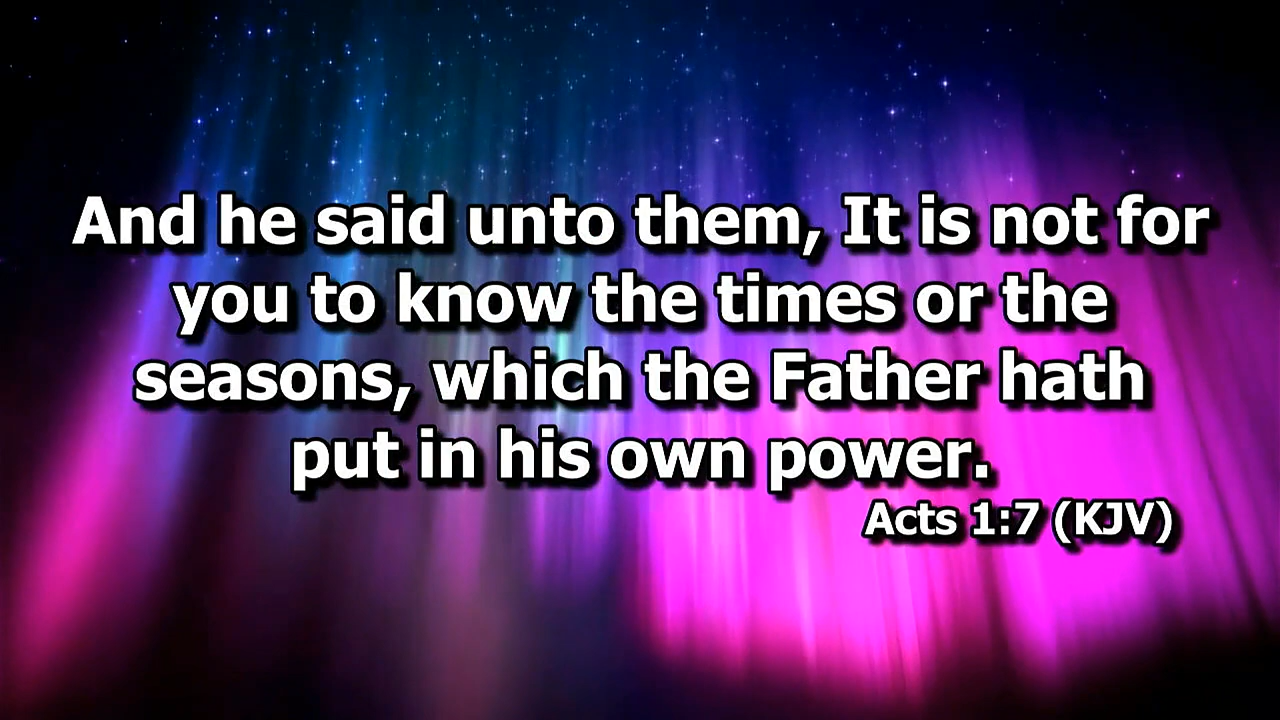 And he said unto them, It is not for
you to know the times or the
seasons, which the Father hath
put in his own power.
Acts 1:7 (KJV)